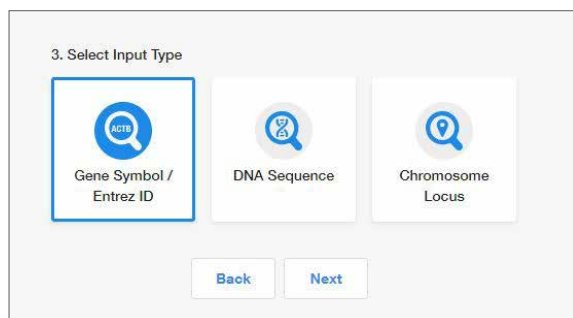 3. Select Input Type
ACTB
Gene Symbol /
Entrez ID
DNA Sequence
Chromosome
Locus
Back
Next